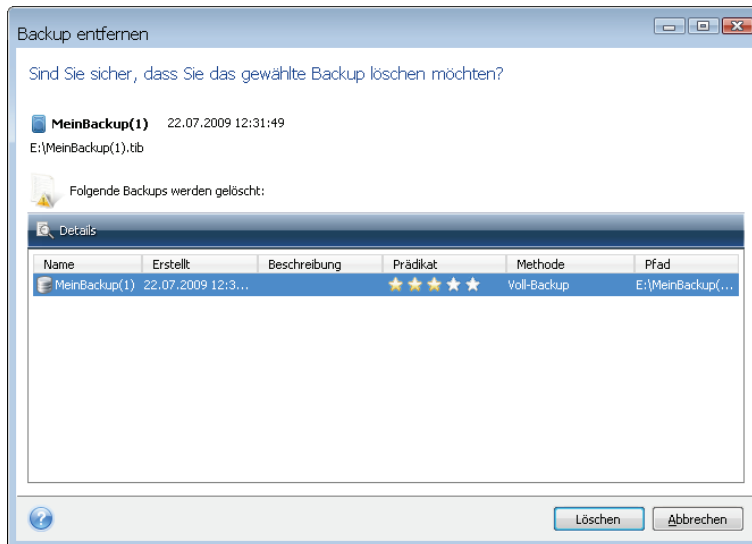 Backup entfernen
Sind Sie sicher, dass Sie das gewählte Backup löschen möchten?
MeinBackup(1) 22.07.2009 12:31:49
E:\MeinBackup(1).tib
Folgende Backups werden gelöscht:
Details
Name Erstellt Beschreibung Prädikat Methode Pfad
MeinBackup(1) 22.07.2009 12:3... Voll-Backup E:\MeinBackup(...
Löschen Abbrechen